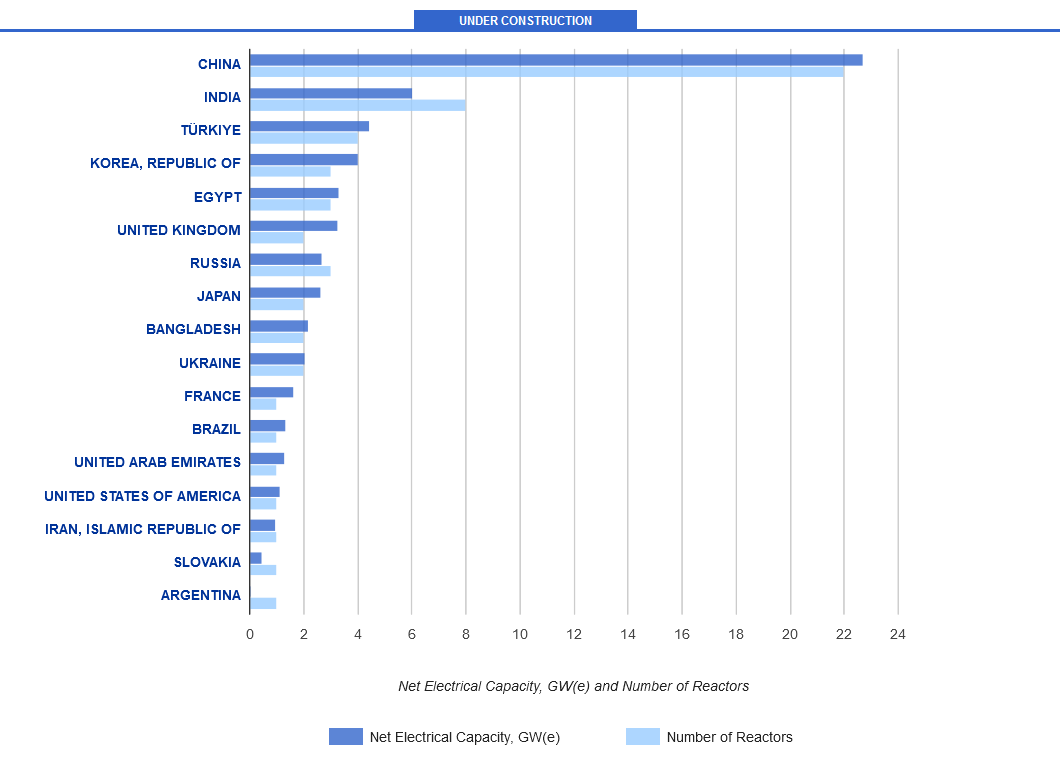 UNDER CONSTRUCTION
CHINA
INDIA
TÜRKIYE
KOREA, REPUBLIC OF
EGYPT
UNITED KINGDOM
RUSSIA
JAPAN
BANGLADESH
UKRAINE
FRANCE
BRAZIL
UNITED ARAB EMIRATES
UNITED STATES OF AMERICA
IRAN, ISLAMIC REPUBLIC OF
SLOVAKIA
ARGENTINA
0 2 4 6 8 10 12 14 16 18 20 22 24
Net Electrical Capacity, GW(e) and Number of Reactors
Net Electrical Capacity, GW(e) Number of Reactors